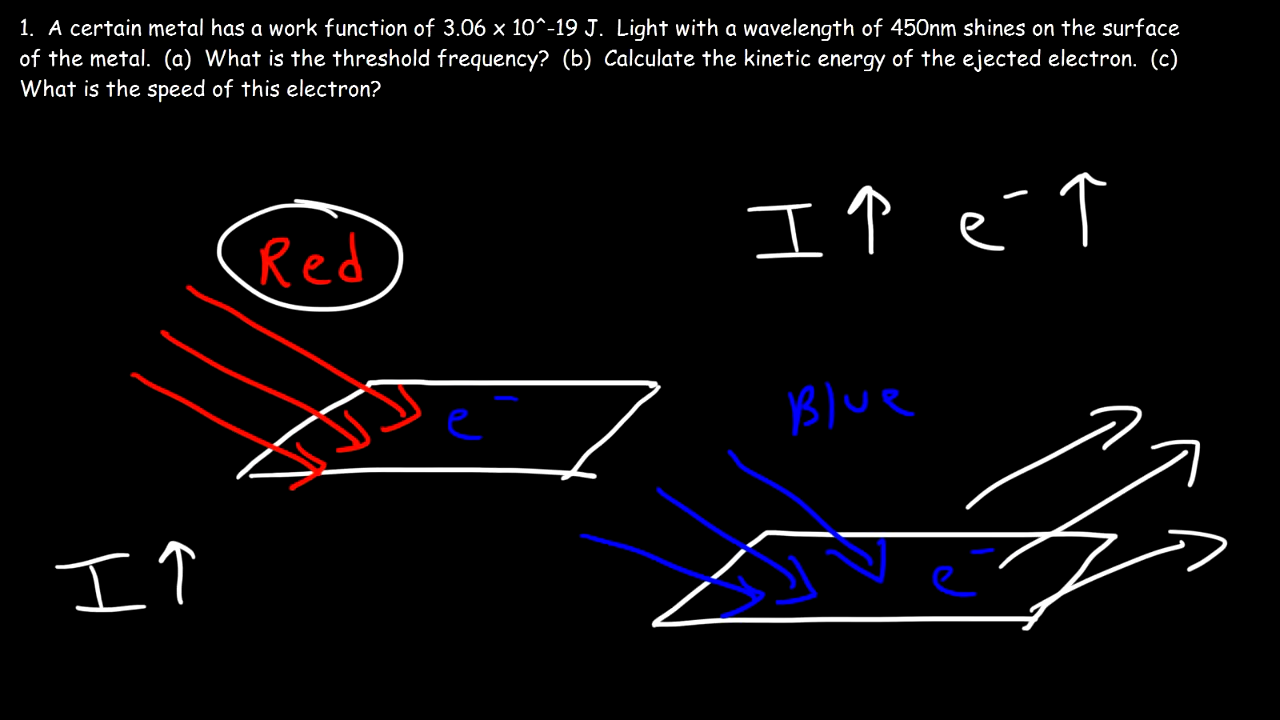 1. A certain metal has a work function of 3.06 x 10^-19 J. Light with a wavelength of 450nm shines on the surface
of the metal. (a) What is the threshold frequency? (b) Calculate the kinetic energy of the ejected electron. (c)
What is the speed of this electron?
I ↑ e⁻ ↑
Red
e⁻
Blue
I ↑
e⁻